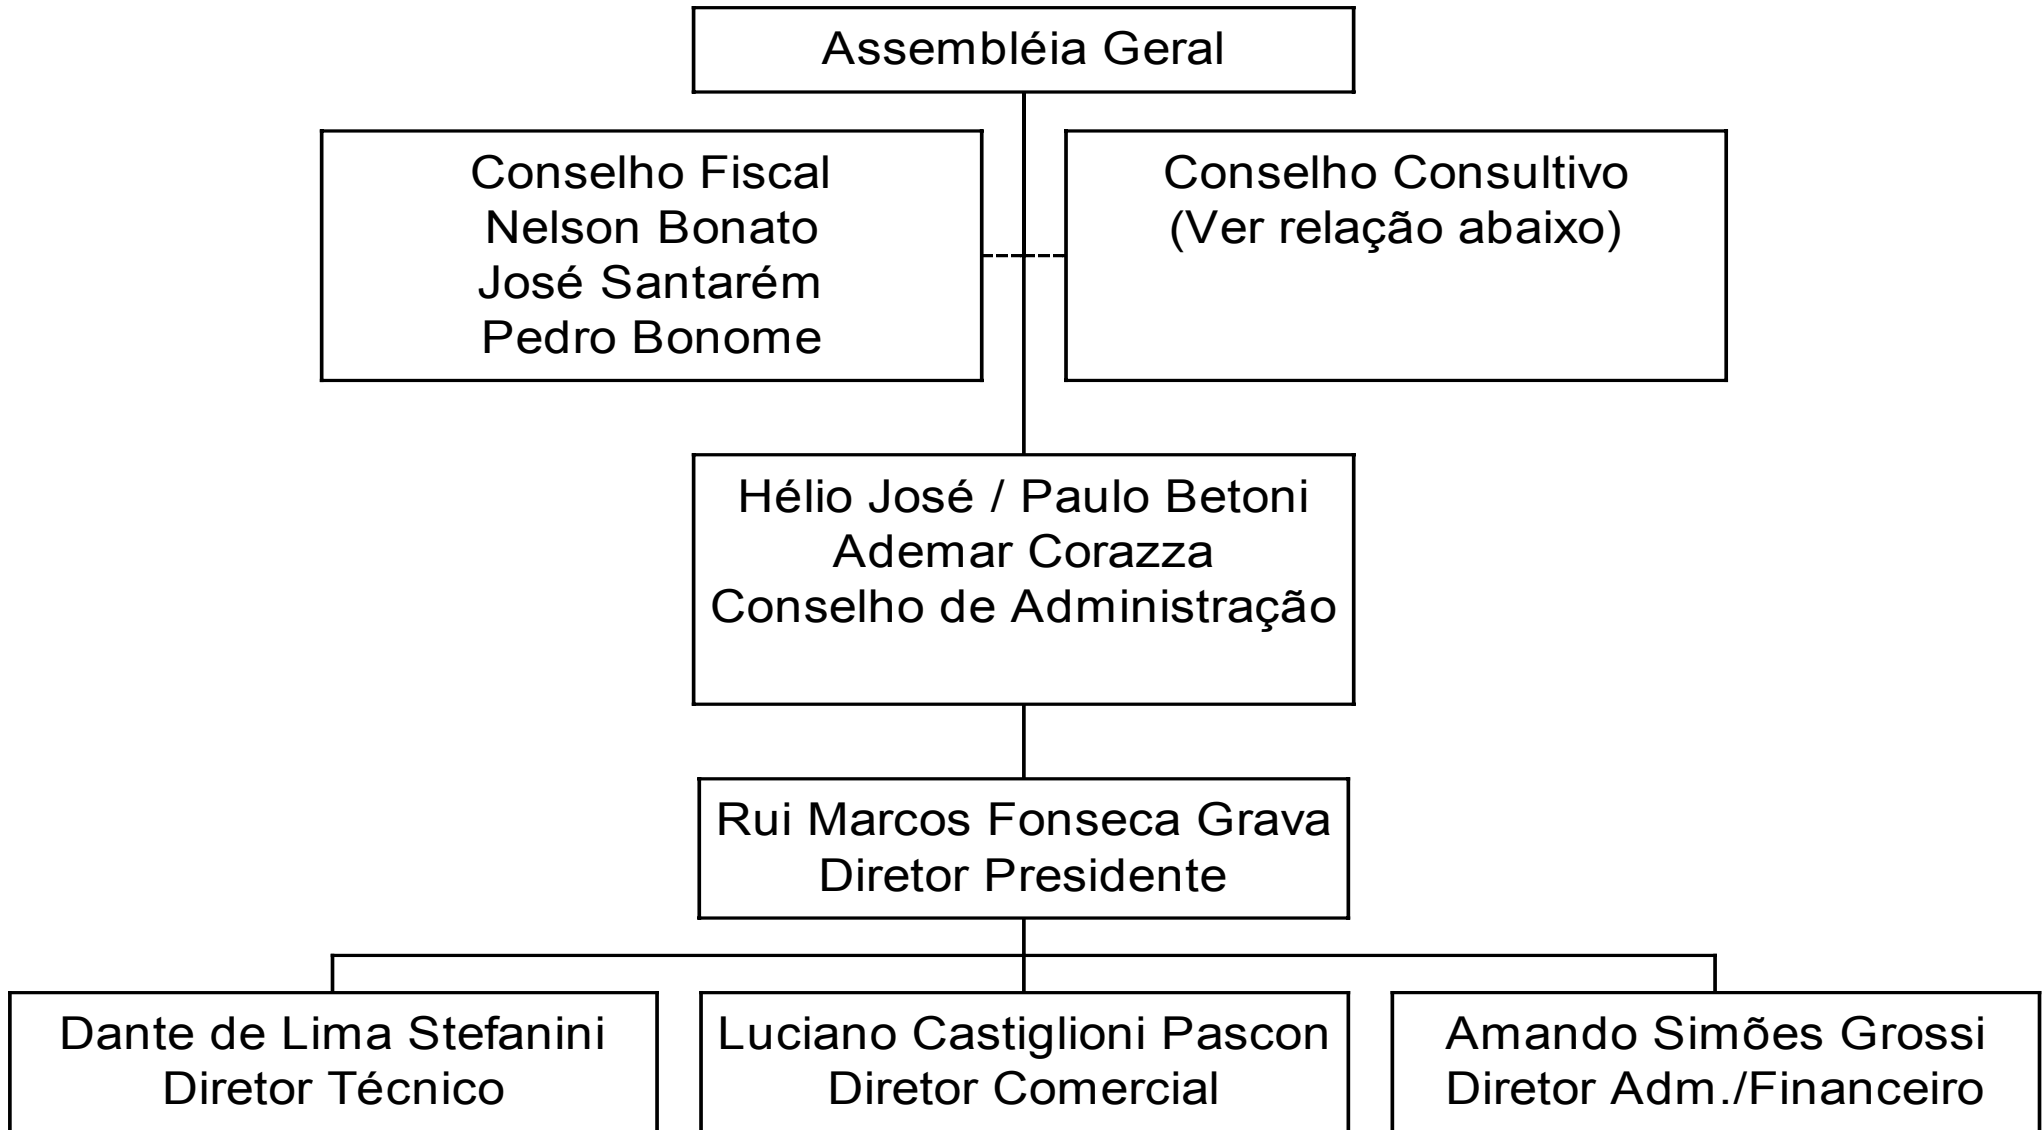 Assembléia Geral
Conselho Fiscal
Nelson Bonato
José Santarém
Pedro Bonome
Conselho Consultivo
(Ver relação abaixo)
Hélio José / Paulo Betoni
Ademar Corazza
Conselho de Administração
Rui Marcos Fonseca Grava
Diretor Presidente
Dante de Lima Stefanini
Diretor Técnico
Luciano Castiglioni Pascon
Diretor Comercial
Amando Simões Grossi
Diretor Adm./Financeiro